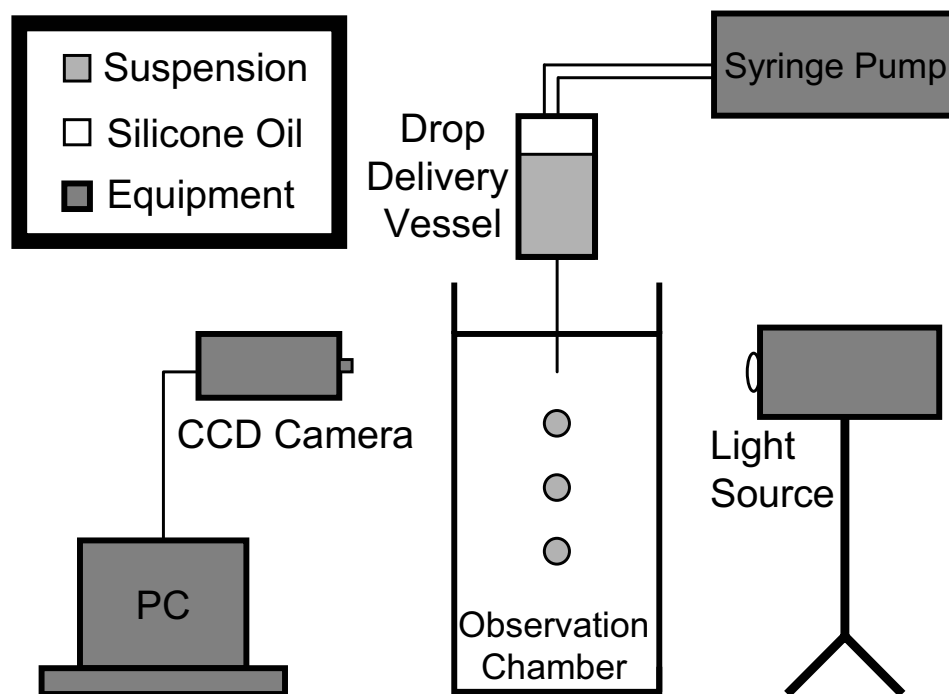 Suspension
Silicone Oil
Equipment
Syringe Pump
Drop
Delivery
Vessel
CCD Camera
Light
Source
PC
Observation
Chamber